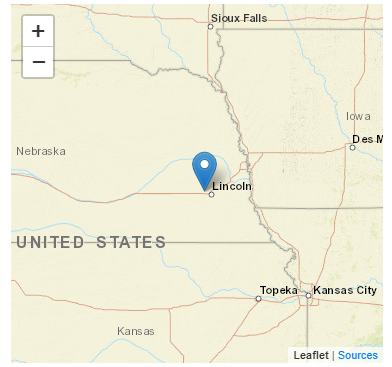 +
Sioux Falls
−
Iowa
Des M
Nebraska
Lincoln
UNITED STATES
Topeka
Kansas City
Kansas
Leaflet | Sources